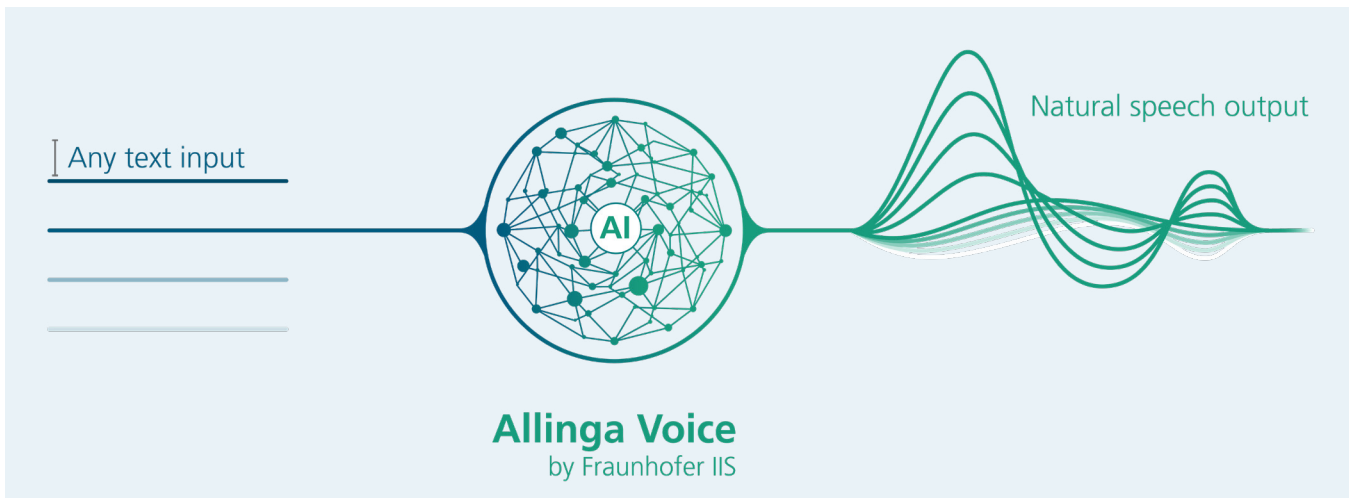 Any text input
AI
Natural speech output
Allinga Voice
by Fraunhofer IIS